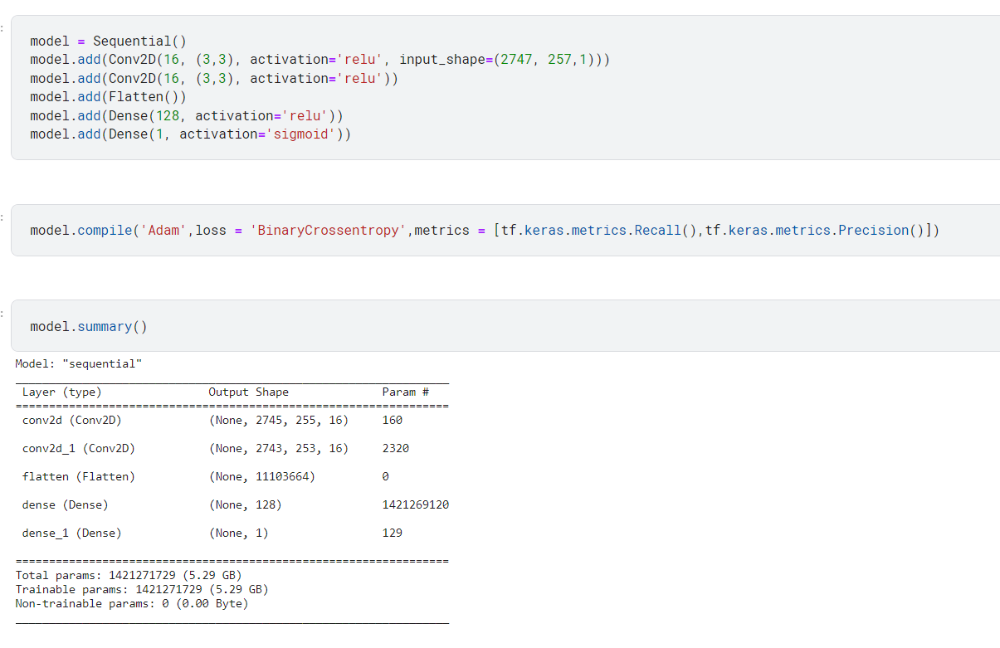 :
model = Sequential()
model.add(Conv2D(16, (3,3), activation='relu', input_shape=(2747, 257,1)))
model.add(Conv2D(16, (3,3), activation='relu'))
model.add(Flatten())
model.add(Dense(128, activation='relu'))
model.add(Dense(1, activation='sigmoid'))
:
model.compile('Adam',loss = 'BinaryCrossentropy',metrics = [tf.keras.metrics.Recall(),tf.keras.metrics.Precision()])
:
model.summary()
Model: "sequential"
_________________________________________________________________
Layer (type) Output Shape Param #
=================================================================
conv2d (Conv2D) (None, 2745, 255, 16) 160
conv2d_1 (Conv2D) (None, 2743, 253, 16) 2320
flatten (Flatten) (None, 11103664) 0
dense (Dense) (None, 128) 1421269120
dense_1 (Dense) (None, 1) 129
=================================================================
Total params: 1421271729 (5.29 GB)
Trainable params: 1421271729 (5.29 GB)
Non-trainable params: 0 (0.00 Byte)
_________________________________________________________________